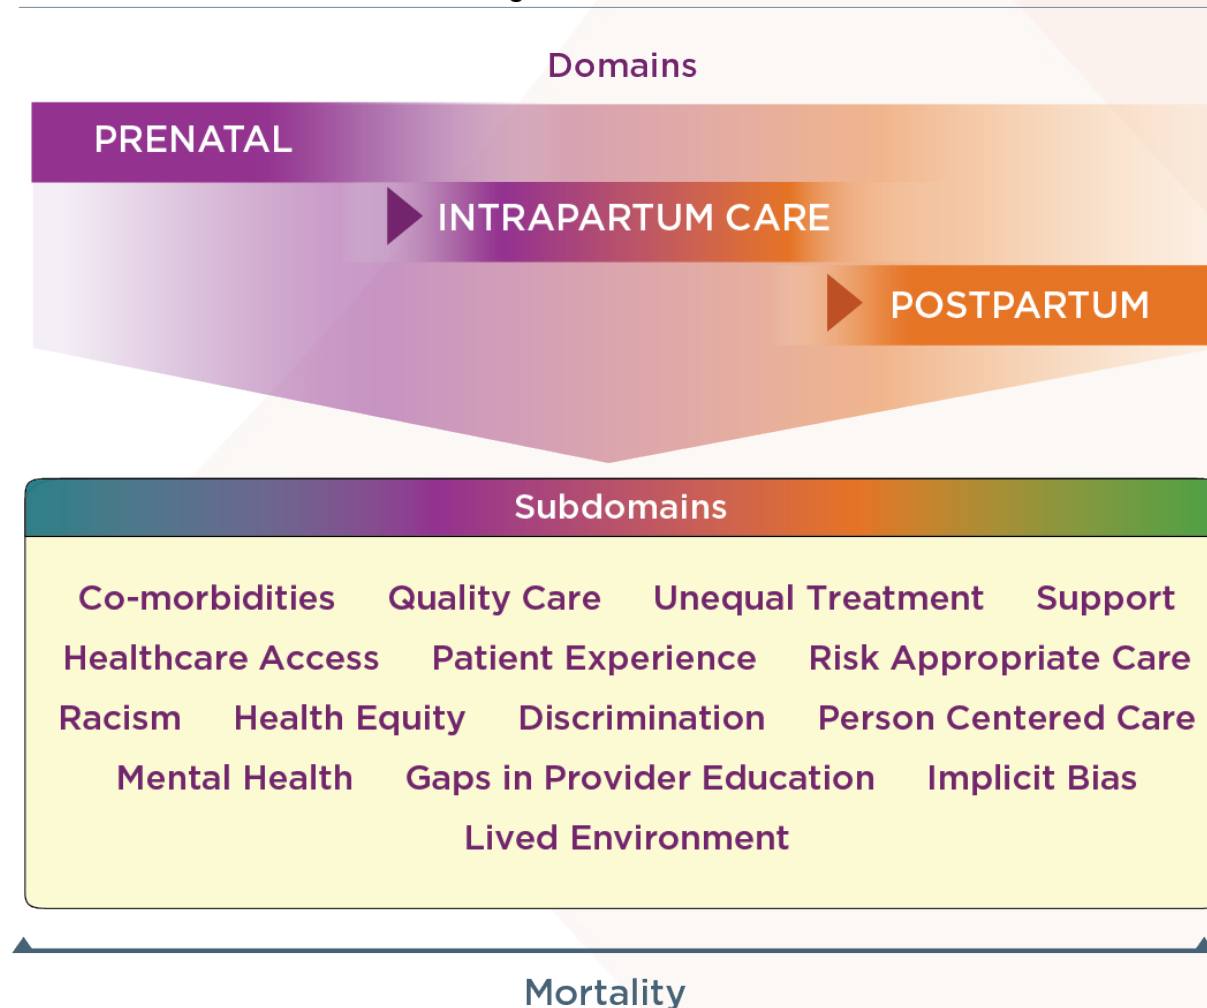 Domains
PRENATAL
INTRAPARTUM CARE
POSTPARTUM
Subdomains
Co-morbidities Quality Care Unequal Treatment Support
Healthcare Access Patient Experience Risk Appropriate Care
Racism Health Equity Discrimination Person Centered Care
Mental Health Gaps in Provider Education Implicit Bias
Lived Environment
Mortality